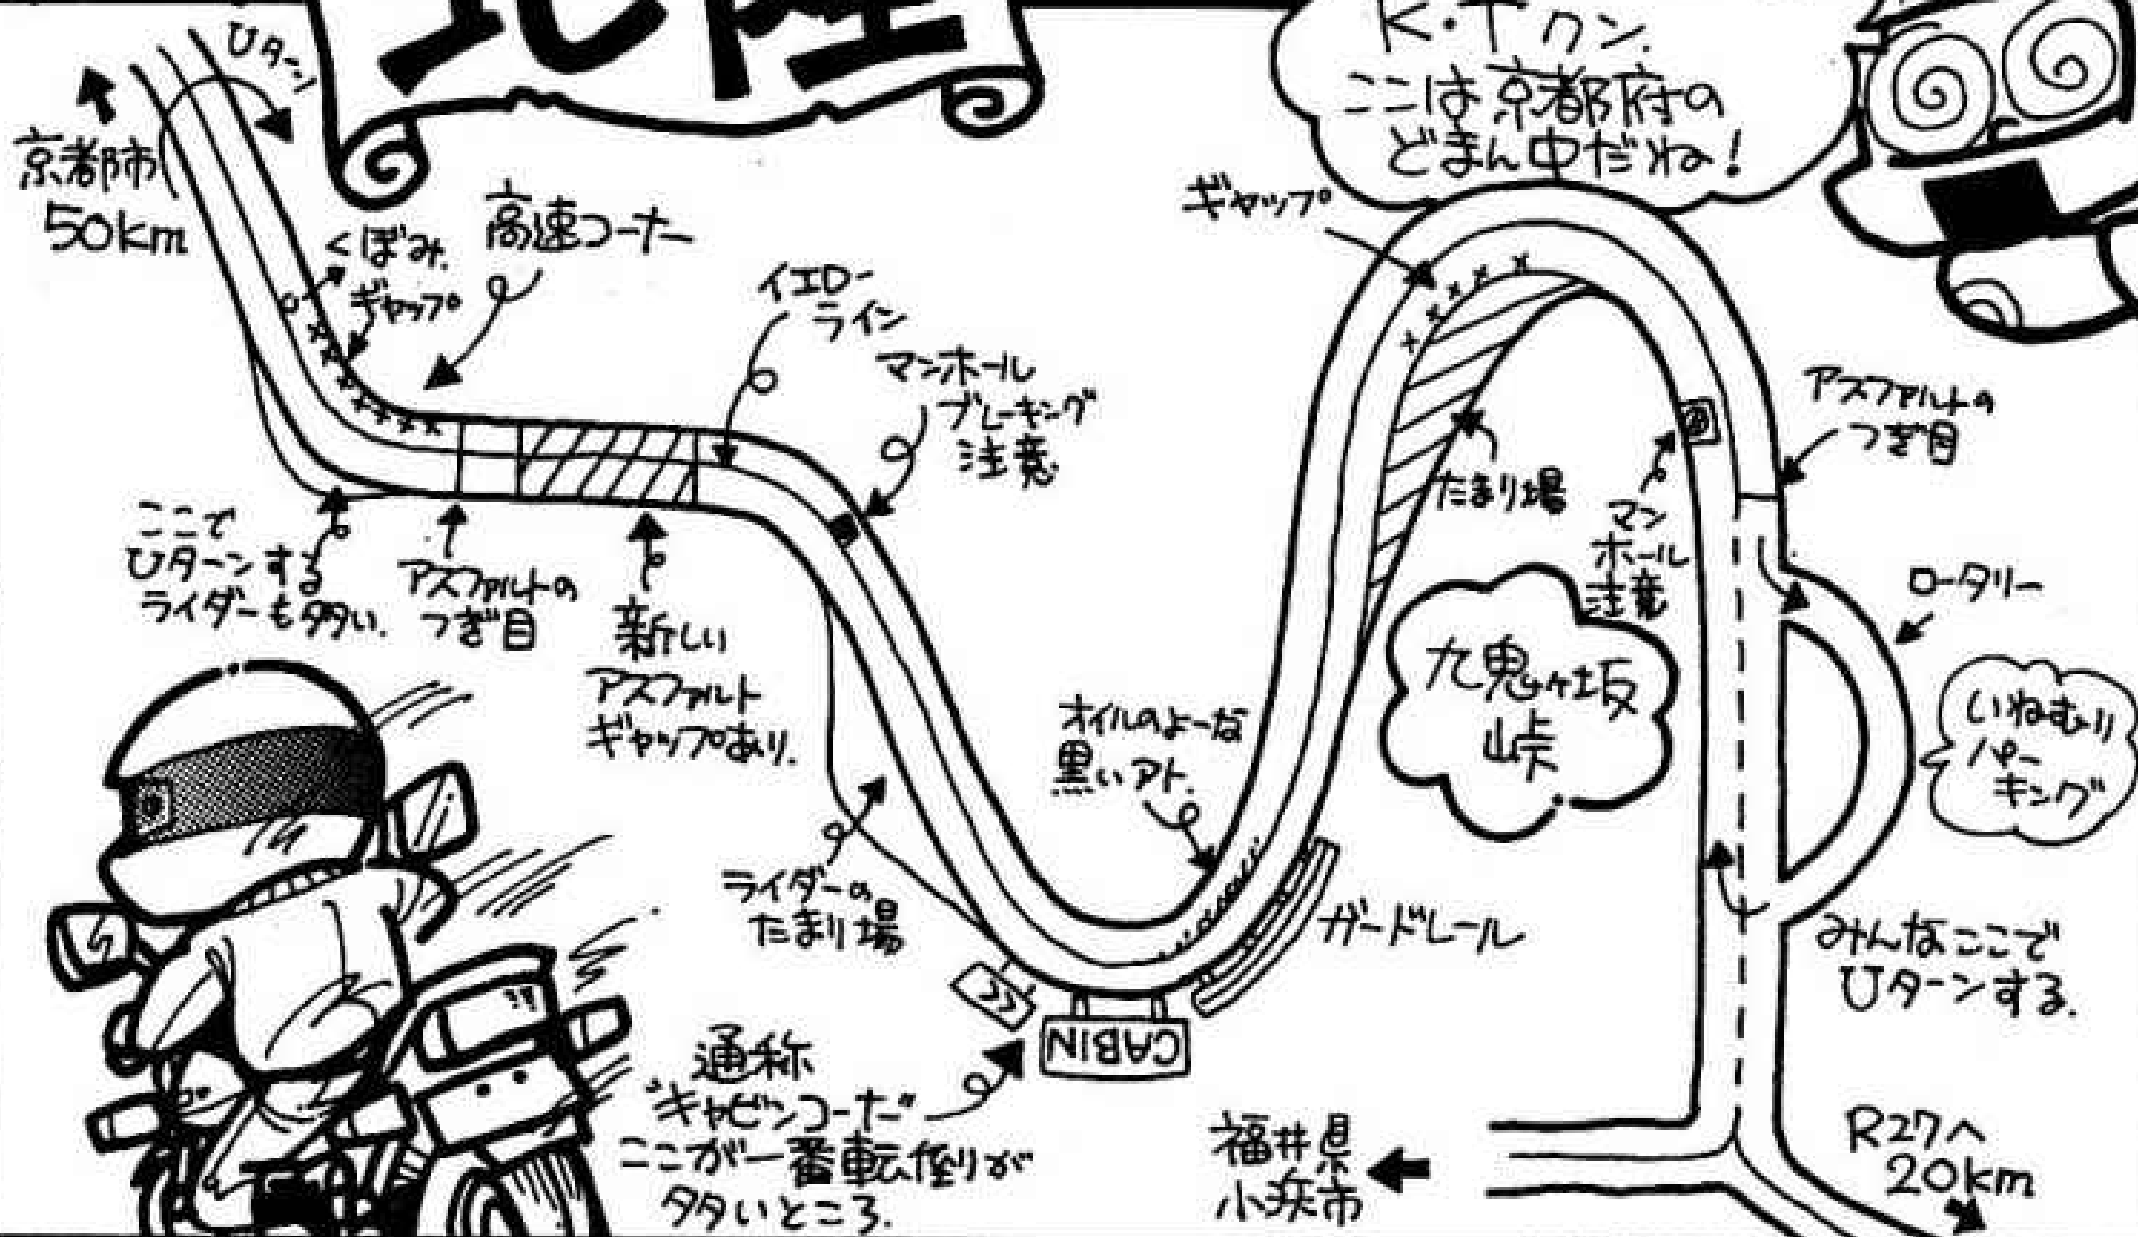 北陸
K・Tクン.
ここは京都府の
どまん中だね!
Uターン
京都市
50km
くぼみ.
ギャップ
高速コーナー
イエロー
ライン
マンホール
ブレーキング
注意
ギャップ
アスファルトの
つぎ目
たまり場
マン
ホール
注意
ロータリー
ここで
Uターンする
ライダーも多い.
アスファルトの
つぎ目
新しい
アスファルト
ギャップあり.
九鬼ヶ坂
峠
いねむり
パー
キング
オイルのよーな
黒いアト.
ライダーの
たまり場
ガードレール
みんなここで
Uターンする.
CABIN
通称
"キャビンコーナー"
ここが一番転倒が
多いところ.
福井県
小浜市
R27へ
20km